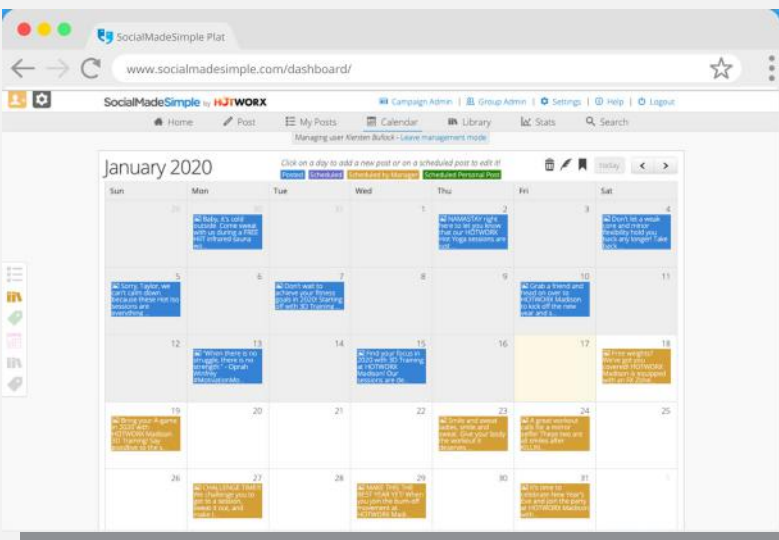 SocialMadeSimple Plat
www.socialmadesimple.com/dashboard/
SocialMadeSimple by HOTWORX
Campaign Admin | Group Admin | Settings | Help | Logout
Home Post My Posts Calendar Library Stats Search
Managing user Kiersten Bullock - Leave management mode
January 2020
Click on a day to add a new post or on a scheduled post to edit it!
Posted Scheduled Scheduled by Manager Scheduled Personal Post
today
Sun Mon Tue Wed Thu Fri Sat
29 30 31 1 2 3 4
Baby, it's cold
outside. Come sweat
with us during a FREE
HIIT infrared sauna
wo...
NAMASTAY right
here to let you know
that our HOTWORX
Hot Yoga sessions are
just
Don't let a weak
core and minor
flexibility hold you
back any longer! Take
back
5 6 7 8 9 10 11
Sorry, Taylor, we
can't calm down
because these Hot Iso
sessions are
everything...
Don't wait to
achieve your fitness
goals in 2020! Starting
off with 3D Training
Grab a friend and
head on over to
HOTWORX Madison
to kick off the new
year and s...
12 13 14 15 16 17 18
"When there is no
struggle, there is no
strength." - Oprah
Winfrey
#MotivationMo...
Find your focus in
2020 with 3D Training
at HOTWORX
Madison! Our
sessions are de...
Free weights?
We've got you
covered! HOTWORX
Madison is equipped
with an FX Zone
19 20 21 22 23 24 25
Bring your A-game
in 2020 with
HOTWORX Madison
3D Training! Say
goodbye to the s...
Smile and sweat
ladies, smile and
sweat. Give your body
the workout it
deserves
A great workout
calls for a mirror
selfie! These two are
all smiles after
26 27 28 29 30 31 1
CHALLENGE TIME!!!
We challenge you to
get in a session,
sweat it out, and
make t...
MAKE THIS THE
BEST YEAR YET! When
you join the burn-off
movement at
HOTWORX Madi...
It's time to
celebrate New Year's
Eve and join the party
at HOTWORX Madison
with...